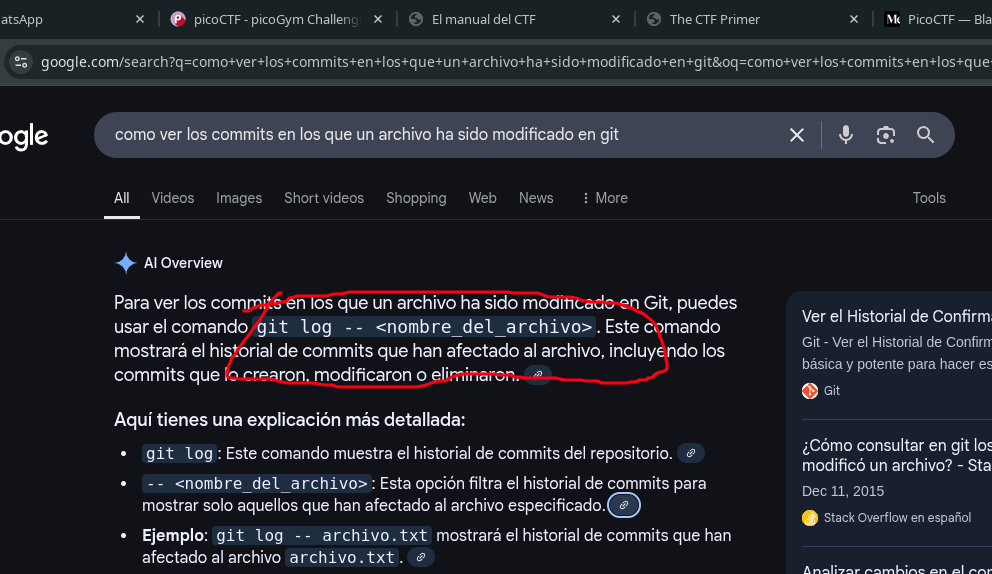 atsApp
picoCTF - picoGym Challeng
El manual del CTF
The CTF Primer
PicoCTF — Bla
google.com/search?q=como+ver+los+commits+en+los+que+un+archivo+ha+sido+modificado+en+git&oq=como+ver+los+commits+en+los+que
ogle
como ver los commits en los que un archivo ha sido modificado en git
All Videos Images Short videos Shopping Web News More Tools
AI Overview
Para ver los commits en los que un archivo ha sido modificado en Git, puedes
usar el comando git log -- <nombre_del_archivo>. Este comando
mostrará el historial de commits que han afectado al archivo, incluyendo los
commits que lo crearon, modificaron o eliminaron.
Aquí tienes una explicación más detallada:
• git log: Este comando muestra el historial de commits del repositorio.
• -- <nombre_del_archivo>: Esta opción filtra el historial de commits para
mostrar solo aquellos que han afectado al archivo especificado.
• Ejemplo: git log -- archivo.txt mostrará el historial de commits que han
afectado al archivo archivo.txt.
Ver el Historial de Confirma
Git - Ver el Historial de Confirm
básica y potente para hacer es
Git
¿Cómo consultar en git los
modificó un archivo? - Sta
Dec 11, 2015
Stack Overflow en español
Analizar cambios en el con